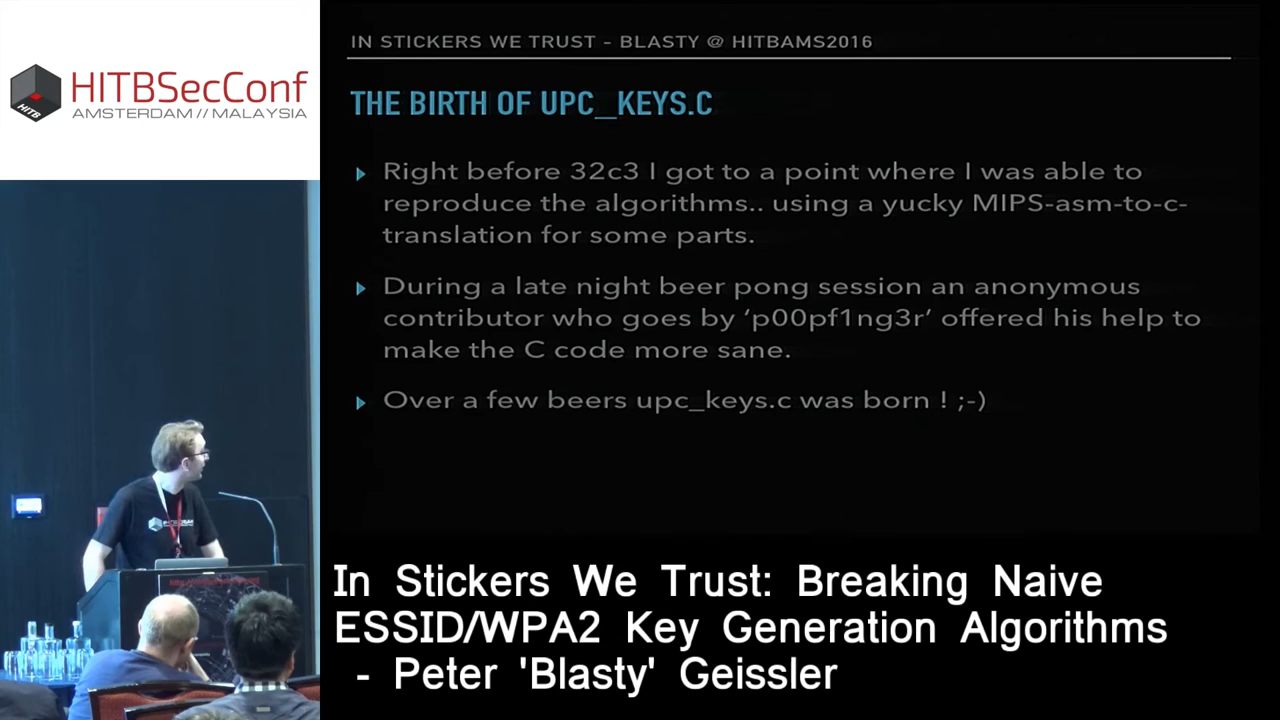 HITBSecConf
AMSTERDAM // MALAYSIA
HITB
IN STICKERS WE TRUST - BLASTY @ HITBAMS2016
THE BIRTH OF UPC_KEYS.C
Right before 32c3 I got to a point where I was able to
reproduce the algorithms.. using a yucky MIPS-asm-to-c-
translation for some parts.
During a late night beer pong session an anonymous
contributor who goes by ‘p00pf1ng3r’ offered his help to
make the C code more sane.
Over a few beers upc_keys.c was born ! ;-)
In Stickers We Trust: Breaking Naive
ESSID/WPA2 Key Generation Algorithms
- Peter 'Blasty' Geissler